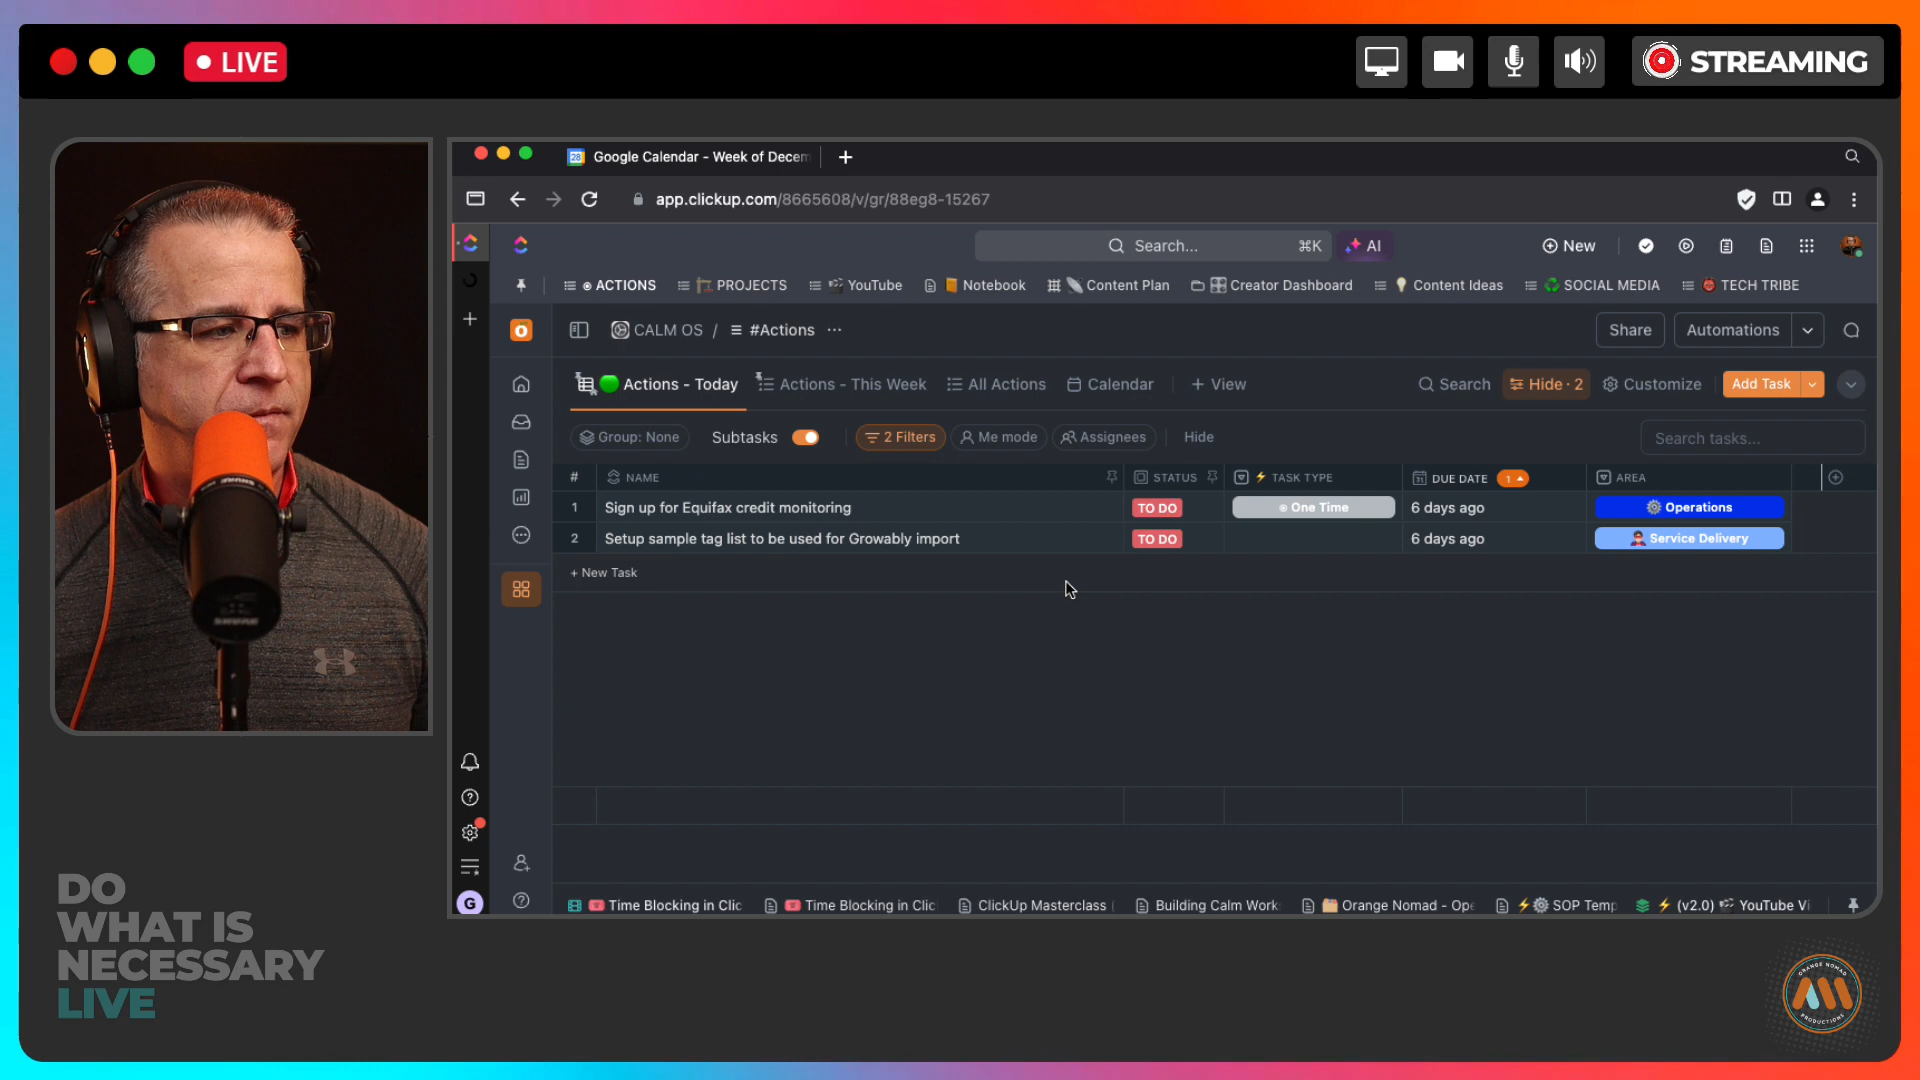 LIVE
STREAMING
28
Google Calendar - Week of Decem
app.clickup.com/8665608/v/gr/88eg8-15267
Search...
⌘K
AI
New
ACTIONS
PROJECTS
YouTube
Notebook
Content Plan
Creator Dashboard
Content Ideas
SOCIAL MEDIA
TECH TRIBE
o
CALM OS / #Actions ...
Share
Automations
Actions - Today
Actions - This Week
All Actions
Calendar
+ View
Search
Hide · 2
Customize
Add Task
Group: None
Subtasks
2 Filters
Me mode
Assignees
Hide
Search tasks...
# NAME STATUS TASK TYPE DUE DATE 1 AREA
1 Sign up for Equifax credit monitoring TO DO One Time 6 days ago Operations
2 Setup sample tag list to be used for Growably import TO DO 6 days ago Service Delivery
+ New Task
G
Time Blocking in Clic
Time Blocking in Clic
ClickUp Masterclass (
Building Calm Work
Orange Nomad - Ope
SOP Temp
(v2.0)
YouTube Vi
SHURE
DO
WHAT IS
NECESSARY
LIVE
ORANGE NOMAD
PRODUCTIONS